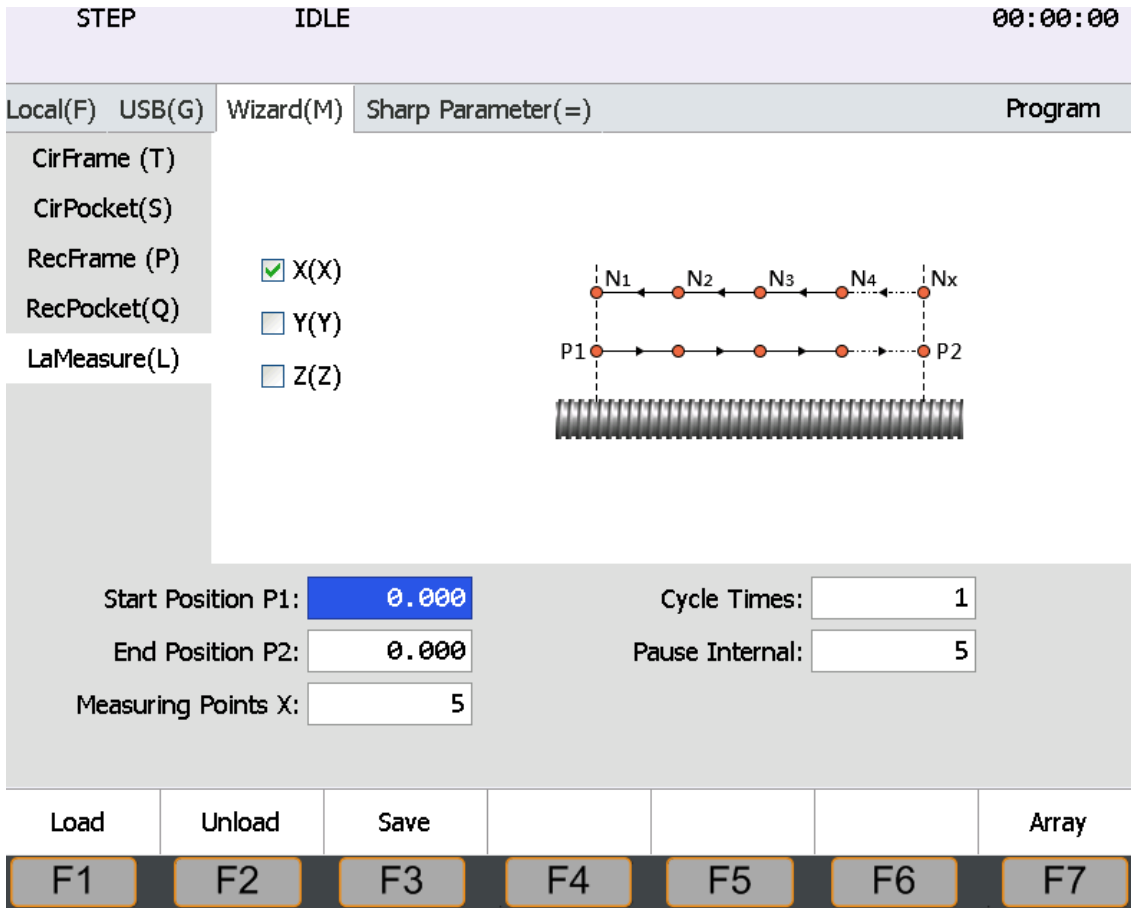 STEP IDLE 00:00:00
Local(F) USB(G) Wizard(M) Sharp Parameter(=) Program
CirFrame (T)
CirPocket(S)
RecFrame (P)
RecPocket(Q)
LaMeasure(L)
X(X)
Y(Y)
Z(Z)
N1 N2 N3 N4 Nx
P1 P2
Start Position P1: 0.000 Cycle Times: 1
End Position P2: 0.000 Pause Internal: 5
Measuring Points X: 5
Load Unload Save Array
F1 F2 F3 F4 F5 F6 F7